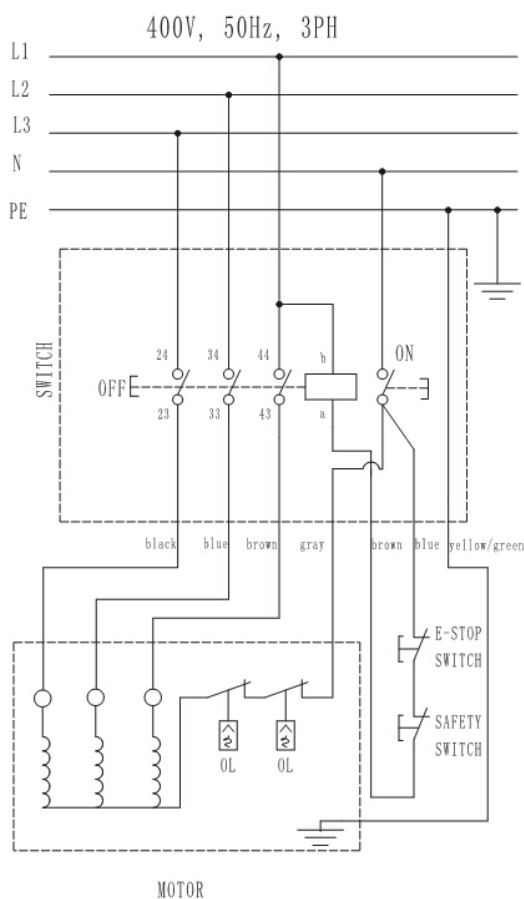 400V, 50Hz, 3PH
L1
L2
L3
N
PE
SWITCH
24
34
44
b
ON
OFF
23
33
43
a
black
blue
brown
gray
brown
blue
yellow/green
E-STOP
SWITCH
SAFETY
SWITCH
OL
OL
MOTOR